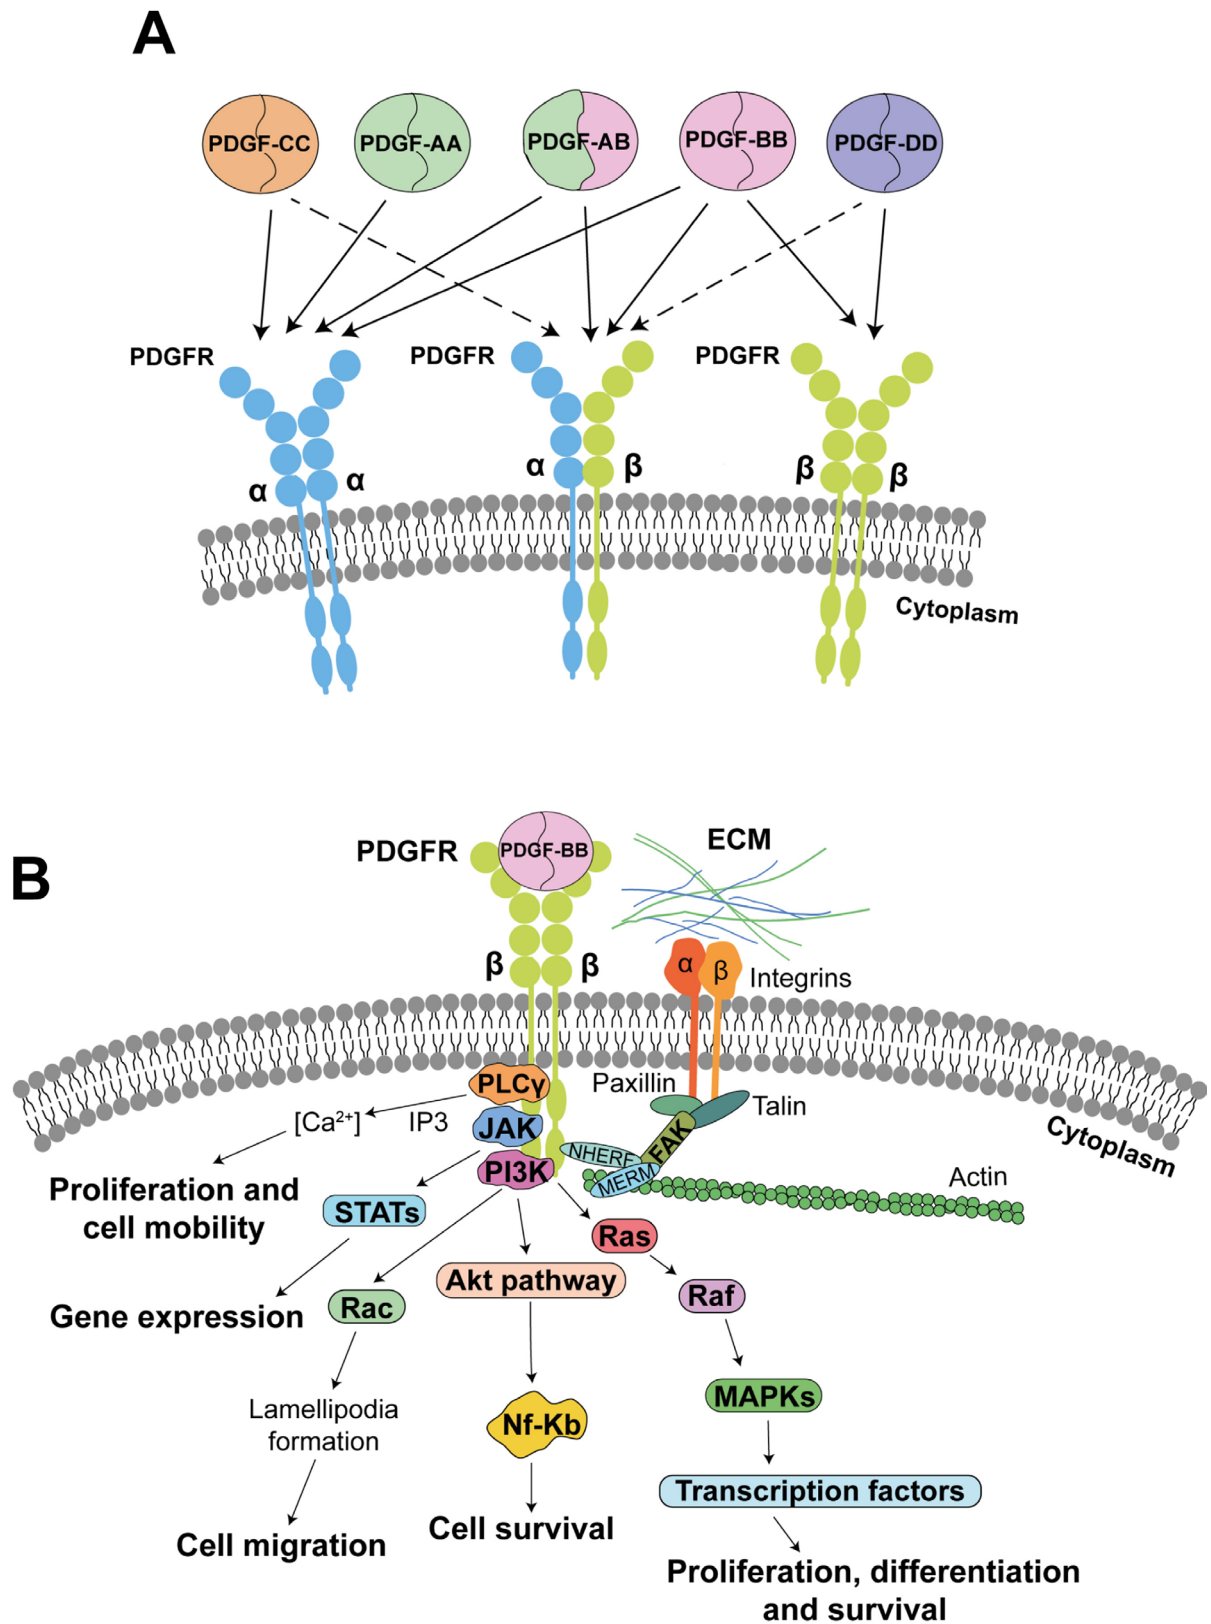 A
PDGF-CC
PDGF-AA
PDGF-AB
PDGF-BB
PDGF-DD
PDGFR
PDGFR
PDGFR
α
α
α
β
β
β
Cytoplasm
B
PDGFR
PDGF-BB
ECM
β
β
α
β
Integrins
PLCγ
Paxillin
Talin
[Ca²⁺]
IP3
JAK
FAK
NHERF
MERM
Cytoplasm
PI3K
Actin
Proliferation and
cell mobility
STATs
Ras
Gene expression
Rac
Akt pathway
Raf
Lamellipodia
formation
Nf-Kb
MAPKs
Cell migration
Cell survival
Transcription factors
Proliferation, differentiation
and survival